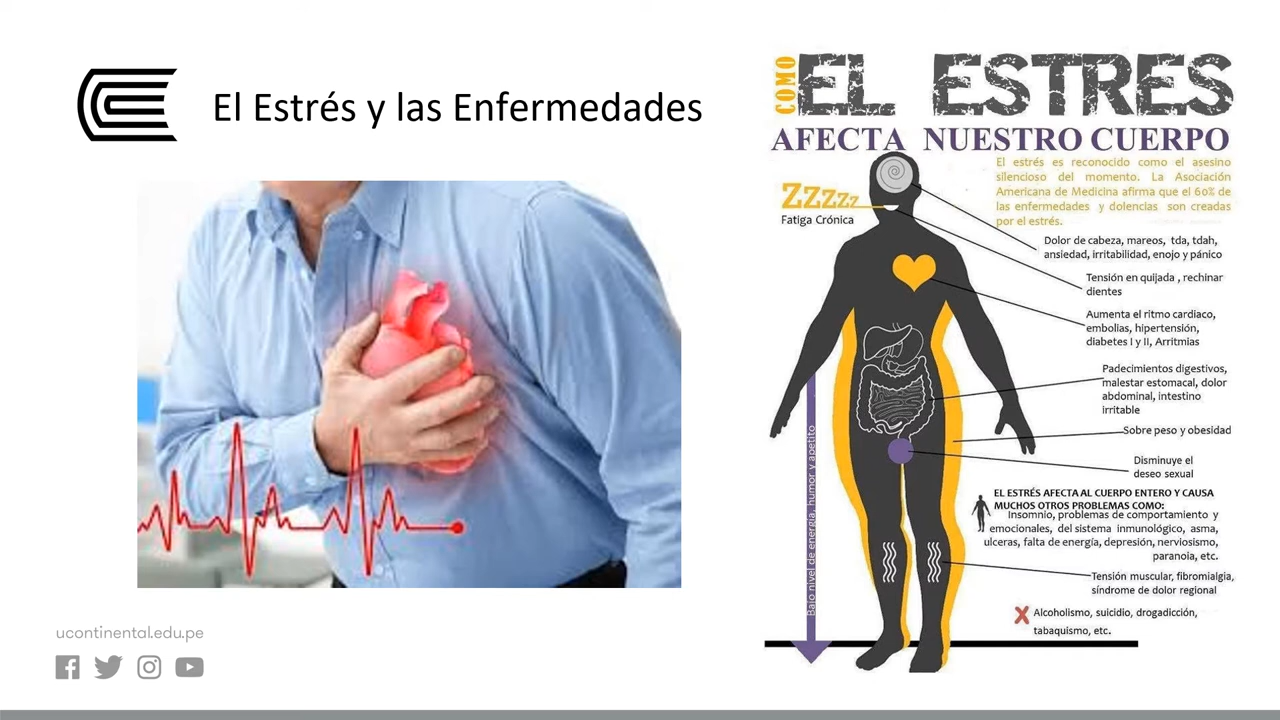 El Estrés y las Enfermedades
COMO
EL ESTRES
AFECTA NUESTRO CUERPO
El estrés es reconocido como el asesino
silencioso del momento. La Asociación
Americana de Medicina afirma que el 60% de
las enfermedades y dolencias son creadas
por el estrés.
ZZZZZ
Fatiga Crónica
Dolor de cabeza, mareos, tda, tdah,
ansiedad, irritabilidad, enojo y pánico
Tensión en quijada , rechinar
dientes
Aumenta el ritmo cardiaco,
embolias, hipertensión,
diabetes I y II, Arritmias
Padecimientos digestivos,
malestar estomacal, dolor
abdominal, intestino
irritable
Sobre peso y obesidad
Disminuye el
deseo sexual
Bajo nivel de energía, humor y apetito
EL ESTRÉS AFECTA AL CUERPO ENTERO Y CAUSA
MUCHOS OTROS PROBLEMAS COMO:
Insomnio, problemas de comportamiento y
emocionales, del sistema inmunológico, asma,
ulceras, falta de energía, depresión, nerviosismo,
paranoia, etc.
Tensión muscular, fibromialgia,
síndrome de dolor regional
X Alcoholismo, suicidio, drogadicción,
tabaquismo, etc.
ucontinental.edu.pe